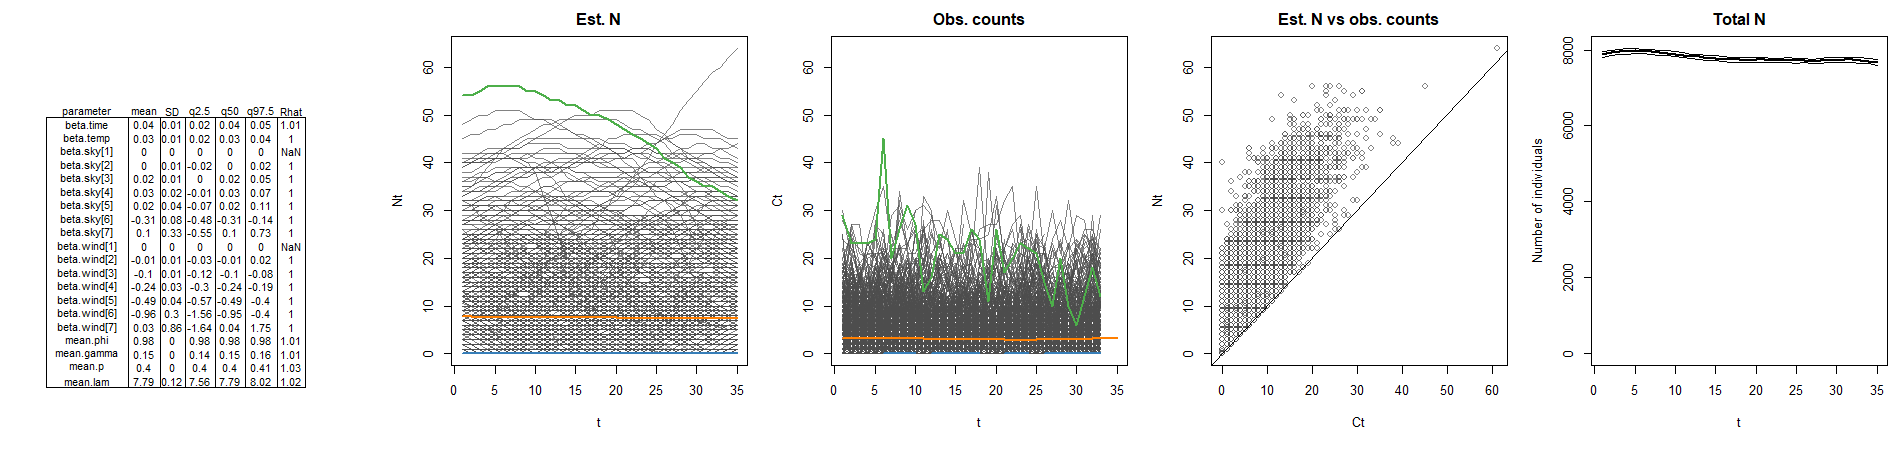 parameter mean SD q2.5 q50 q97.5 Rhat
beta.time 0.04 0.01 0.02 0.04 0.05 1.01
beta.temp 0.03 0.01 0.02 0.03 0.04 1
beta.sky[1] 0 0 0 0 0 NaN
beta.sky[2] 0 0.01 -0.02 0 0.02 1
beta.sky[3] 0.02 0.01 0 0.02 0.05 1
beta.sky[4] 0.03 0.02 -0.01 0.03 0.07 1
beta.sky[5] 0.02 0.04 -0.07 0.02 0.11 1
beta.sky[6] -0.31 0.08 -0.48 -0.31 -0.14 1
beta.sky[7] 0.1 0.33 -0.55 0.1 0.73 1
beta.wind[1] 0 0 0 0 0 NaN
beta.wind[2] -0.01 0.01 -0.03 -0.01 0.02 1
beta.wind[3] -0.1 0.01 -0.12 -0.1 -0.08 1
beta.wind[4] -0.24 0.03 -0.3 -0.24 -0.19 1
beta.wind[5] -0.49 0.04 -0.57 -0.49 -0.4 1
beta.wind[6] -0.96 0.3 -1.56 -0.95 -0.4 1
beta.wind[7] 0.03 0.86 -1.64 0.04 1.75 1
mean.phi 0.98 0 0.98 0.98 0.98 1.01
mean.gamma 0.15 0 0.14 0.15 0.16 1.01
mean.p 0.4 0 0.4 0.4 0.41 1.03
mean.lam 7.79 0.12 7.56 7.79 8.02 1.02
Est. N
Nt
0 10 20 30 40 50 60
0 5 10 15 20 25 30 35
t
Obs. counts
Ct
0 10 20 30 40 50 60
0 5 10 15 20 25 30 35
t
Est. N vs obs. counts
Nt
0 10 20 30 40 50 60
0 10 20 30 40 50 60
Ct
Total N
Number of individuals
0 2000 4000 6000 8000
0 5 10 15 20 25 30 35
t